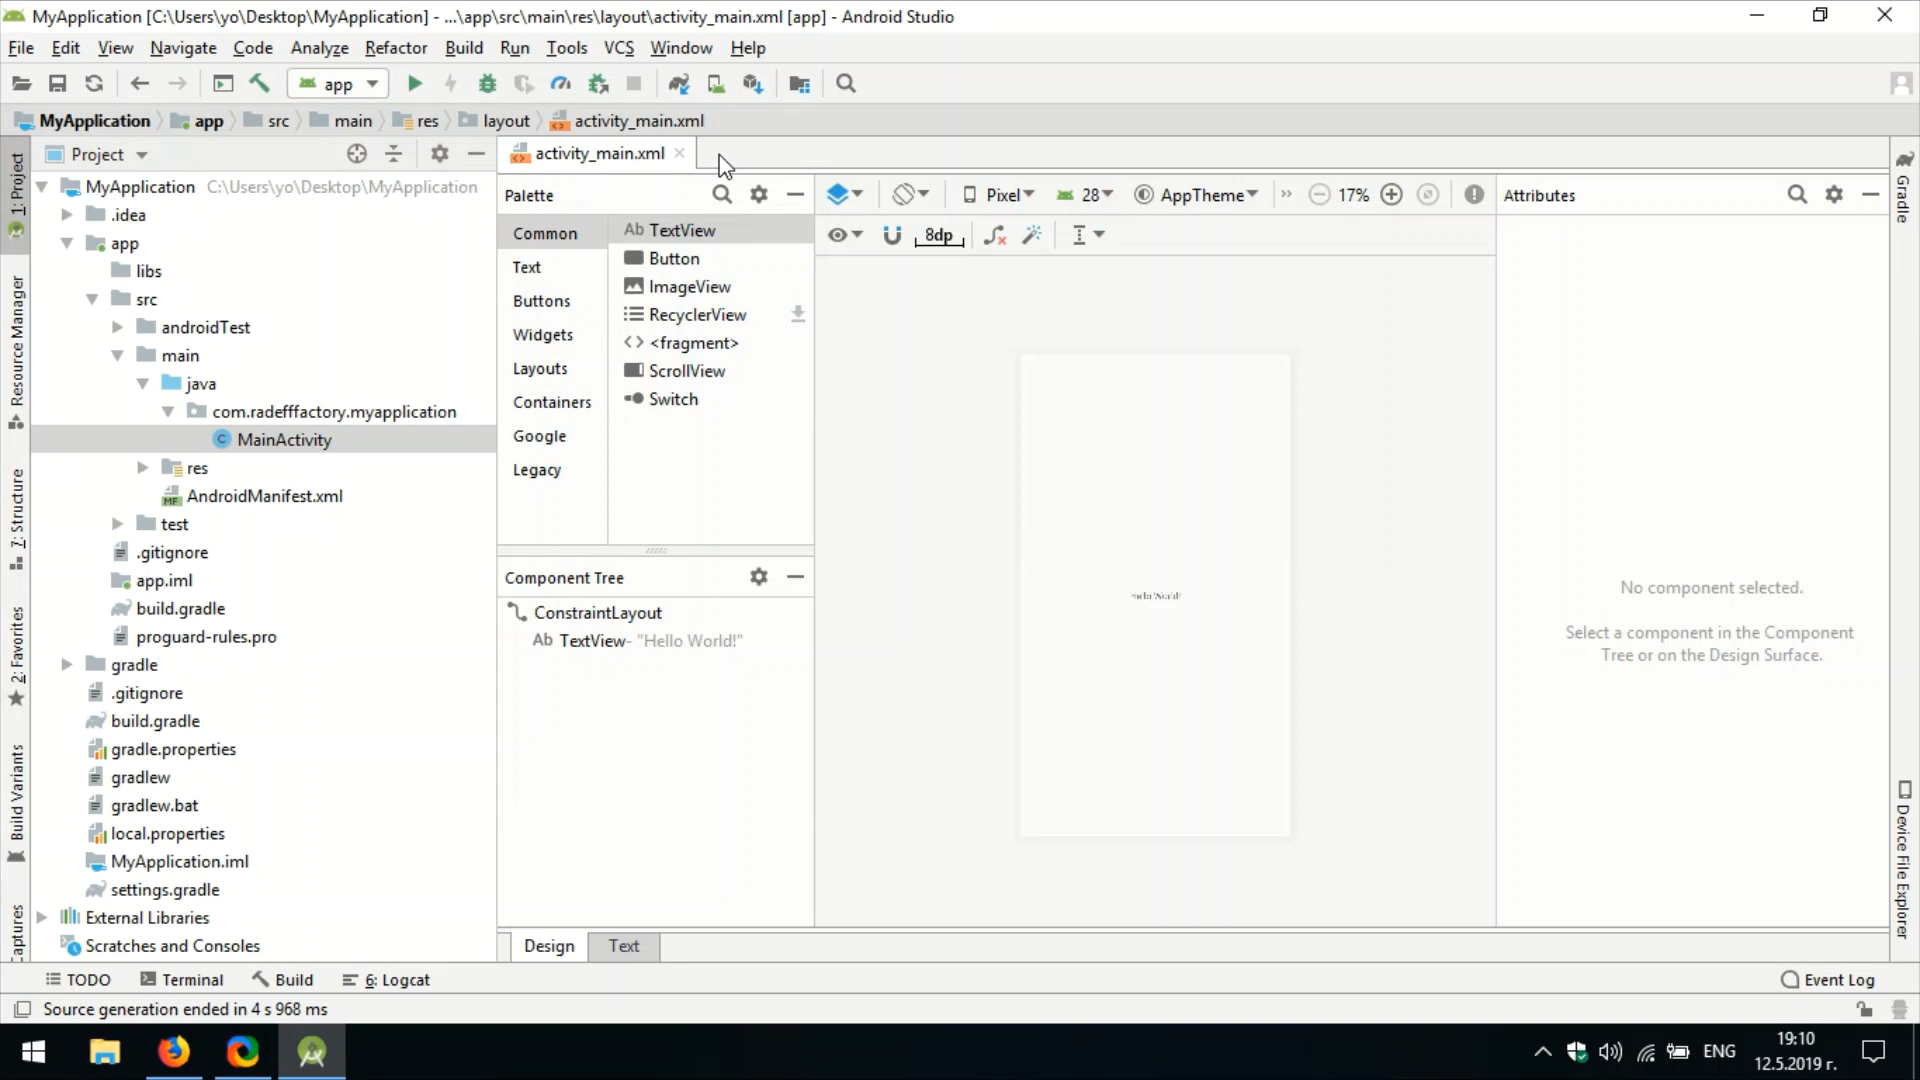 MyApplication [C:\Users\yo\Desktop\MyApplication] - ...\app\src\main\res\layout\activity_main.xml [app] - Android Studio
File Edit View Navigate Code Analyze Refactor Build Run Tools VCS Window Help
app
MyApplication app src main res layout activity_main.xml
Project
activity_main.xml
MyApplication C:\Users\yo\Desktop\MyApplication
.idea
app
libs
src
androidTest
main
java
com.radefffactory.myapplication
C MainActivity
res
MF AndroidManifest.xml
test
.gitignore
app.iml
build.gradle
proguard-rules.pro
gradle
.gitignore
build.gradle
gradle.properties
gradlew
gradlew.bat
local.properties
MyApplication.iml
settings.gradle
External Libraries
Scratches and Consoles
1: Project
Resource Manager
7: Structure
2: Favorites
Build Variants
Captures
Palette
Common
Text
Buttons
Widgets
Layouts
Containers
Google
Legacy
Ab TextView
Button
ImageView
RecyclerView
<fragment>
ScrollView
Switch
Component Tree
ConstraintLayout
Ab TextView- "Hello World!"
Pixel 28 AppTheme 17%
8dp
Hello World!
Attributes
No component selected.
Select a component in the Component
Tree or on the Design Surface.
Gradle
Device File Explorer
Design Text
TODO Terminal Build 6: Logcat Event Log
Source generation ended in 4 s 968 ms
ENG
19:10
12.5.2019 г.